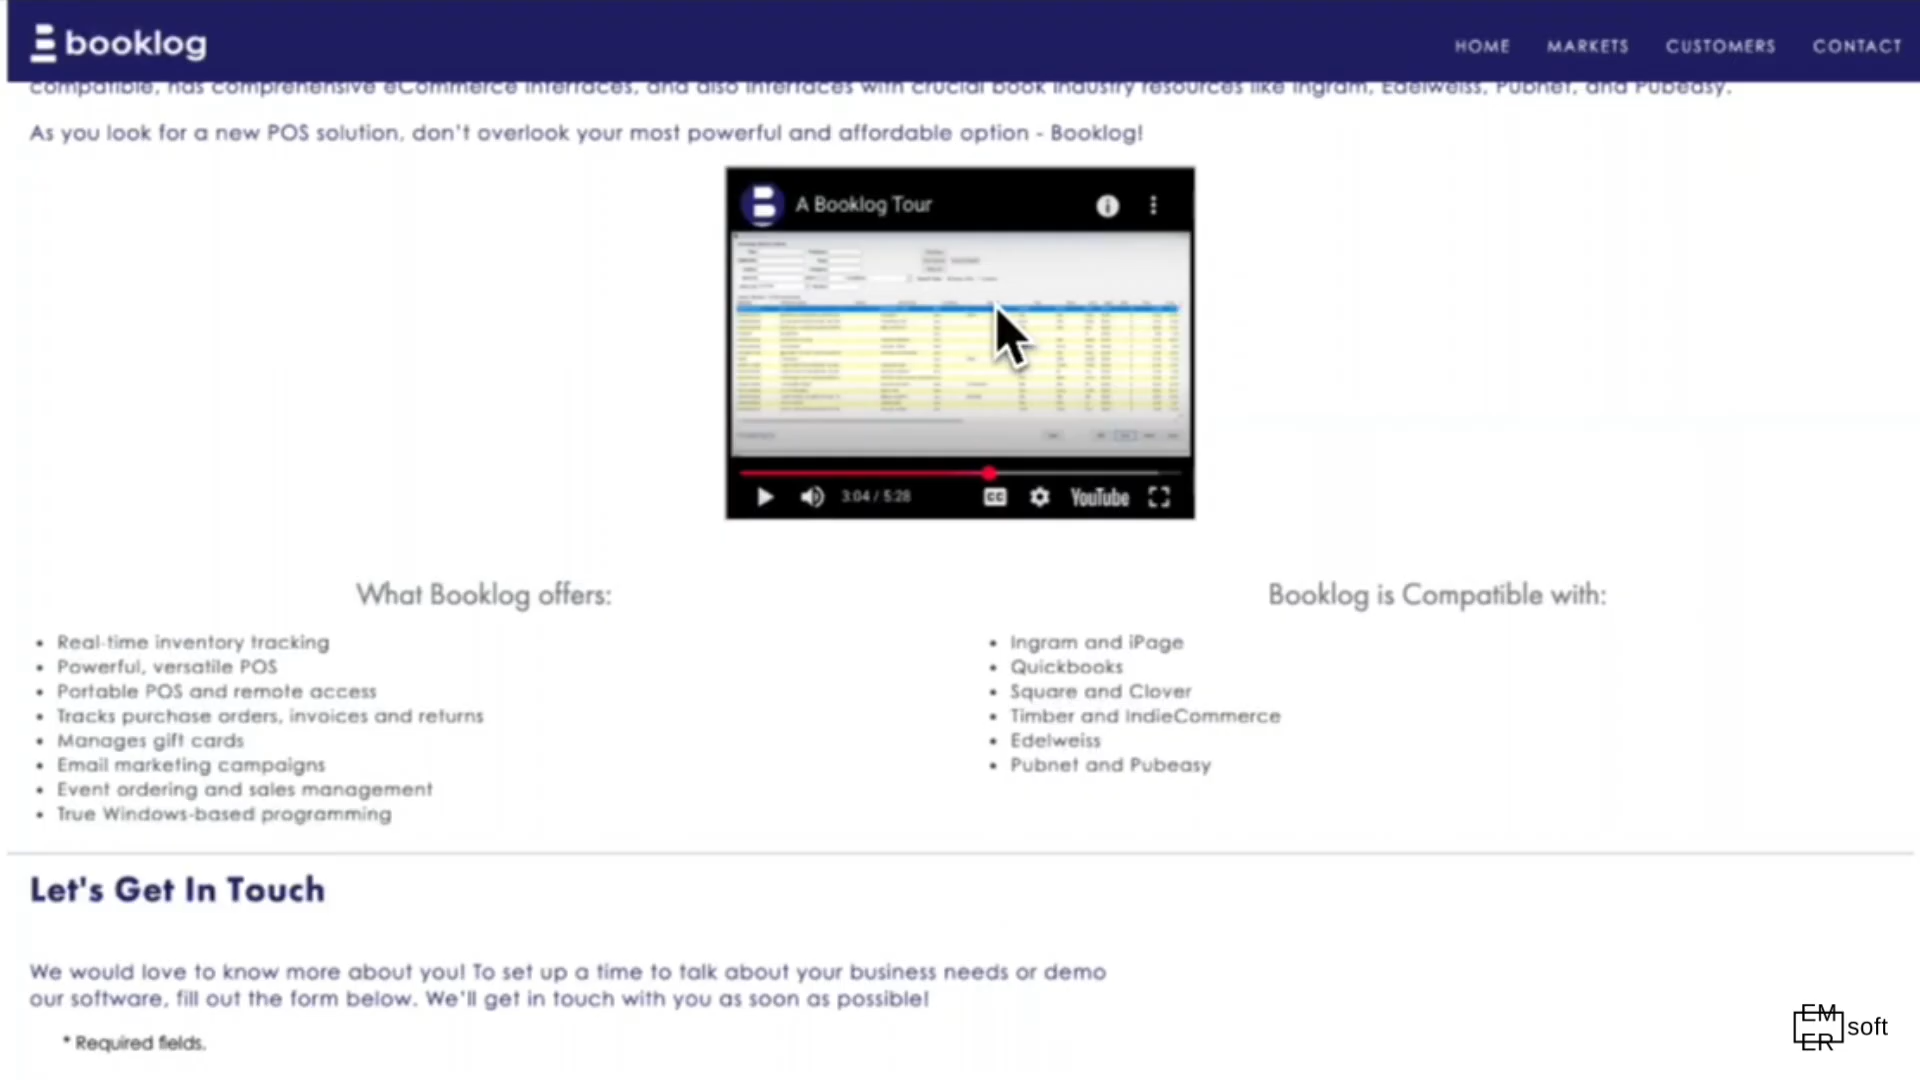 booklog
HOME MARKETS CUSTOMERS CONTACT
compatible, has comprehensive eCommerce interfaces, and also interfaces with crucial book industry resources like Ingram, Edelweiss, Pubnet, and Pubeasy.
As you look for a new POS solution, don't overlook your most powerful and affordable option - Booklog!
A Booklog Tour
3:04 / 5:28
CC
YouTube
What Booklog offers:
• Real-time inventory tracking
• Powerful, versatile POS
• Portable POS and remote access
• Tracks purchase orders, invoices and returns
• Manages gift cards
• Email marketing campaigns
• Event ordering and sales management
• True Windows-based programming
Booklog is Compatible with:
• Ingram and iPage
• Quickbooks
• Square and Clover
• Timber and IndieCommerce
• Edelweiss
• Pubnet and Pubeasy
Let's Get In Touch
We would love to know more about you! To set up a time to talk about your business needs or demo
our software, fill out the form below. We'll get in touch with you as soon as possible!
* Required fields.
EM
ER soft